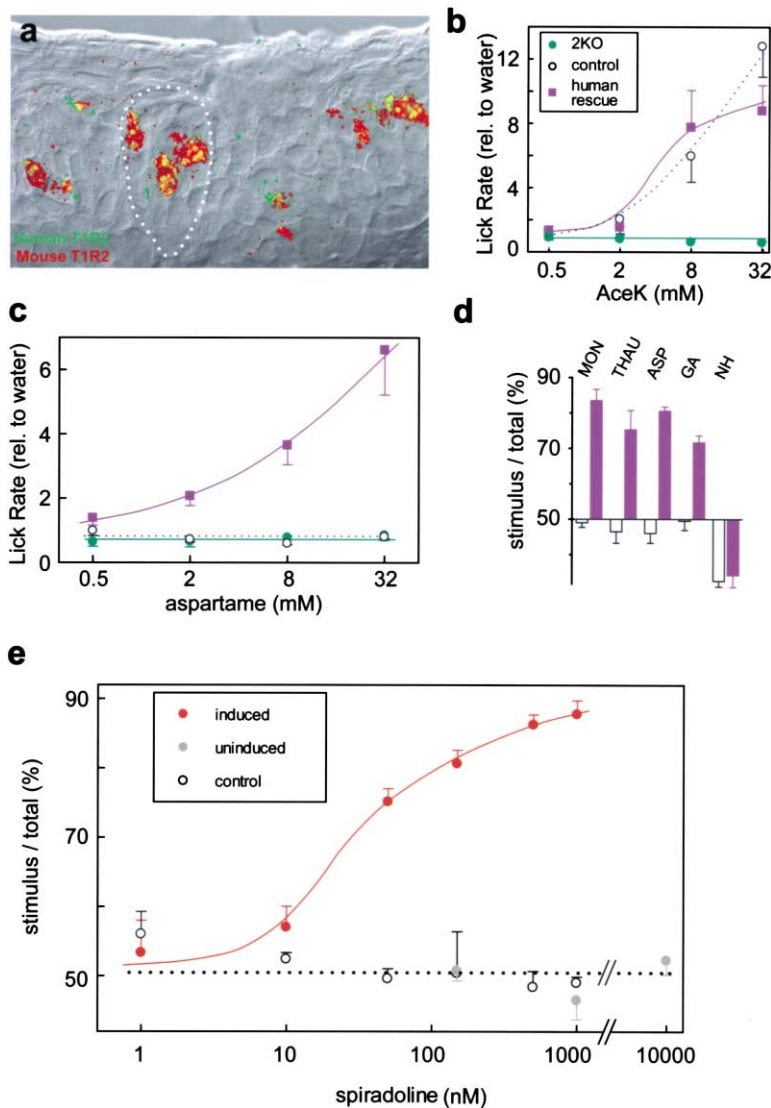 a
Human T1R2
Mouse T1R2
b
Lick Rate (rel. to water)
12
8
4
0
2KO
control
human
rescue
0.5 2 8 32
AceK (mM)
c
Lick Rate (rel. to water)
6
4
2
0
0.5 2 8 32
aspartame (mM)
d
MON THAU ASP GA NH
stimulus / total (%)
90
70
50
e
stimulus / total (%)
90
70
50
induced
uninduced
control
1 10 100 1000 10000
spiradoline (nM)